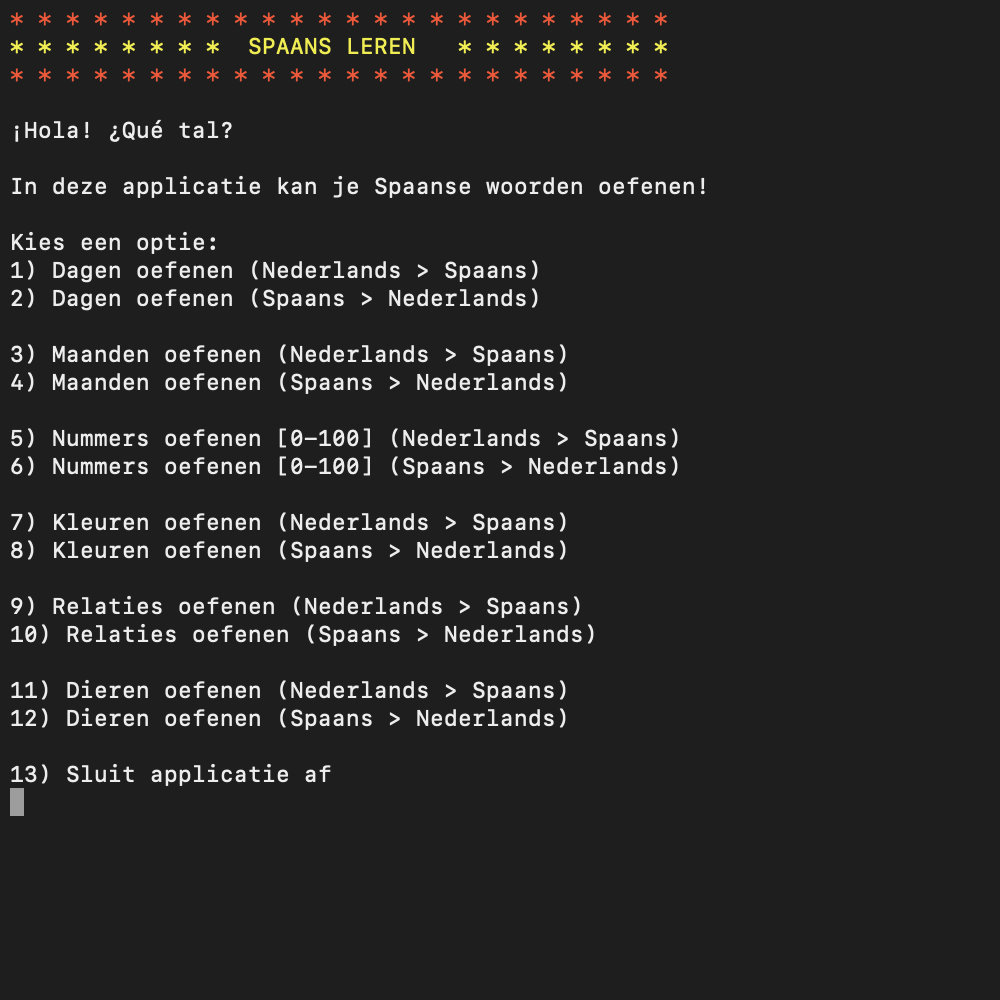 * * * * * * * * * * * * * * * * * * * * * * * *
* * * * * * * * SPAANS LEREN * * * * * * * *
* * * * * * * * * * * * * * * * * * * * * * * *
¡Hola! ¿Qué tal?
In deze applicatie kan je Spaanse woorden oefenen!
Kies een optie:
1) Dagen oefenen (Nederlands > Spaans)
2) Dagen oefenen (Spaans > Nederlands)
3) Maanden oefenen (Nederlands > Spaans)
4) Maanden oefenen (Spaans > Nederlands)
5) Nummers oefenen [0-100] (Nederlands > Spaans)
6) Nummers oefenen [0-100] (Spaans > Nederlands)
7) Kleuren oefenen (Nederlands > Spaans)
8) Kleuren oefenen (Spaans > Nederlands)
9) Relaties oefenen (Nederlands > Spaans)
10) Relaties oefenen (Spaans > Nederlands)
11) Dieren oefenen (Nederlands > Spaans)
12) Dieren oefenen (Spaans > Nederlands)
13) Sluit applicatie af